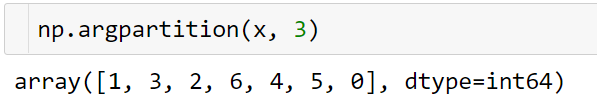 np.argpartition(x, 3)
array([1, 3, 2, 6, 4, 5, 0], dtype=int64)